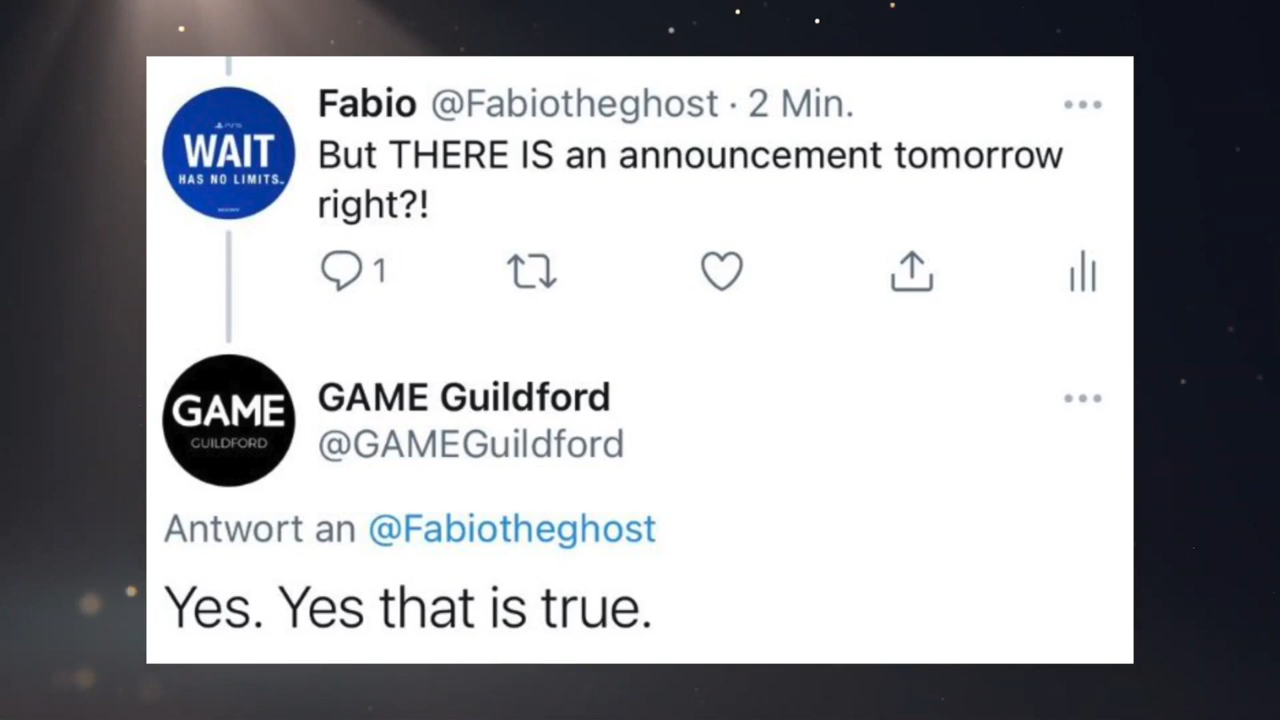 Fabio @Fabiotheghost · 2 Min.
But THERE IS an announcement tomorrow
right?!
WAIT
HAS NO LIMITS
1
GAME Guildford
@GAMEGuildford
GAME
GUILDFORD
Antwort an @Fabiotheghost
Yes. Yes that is true.